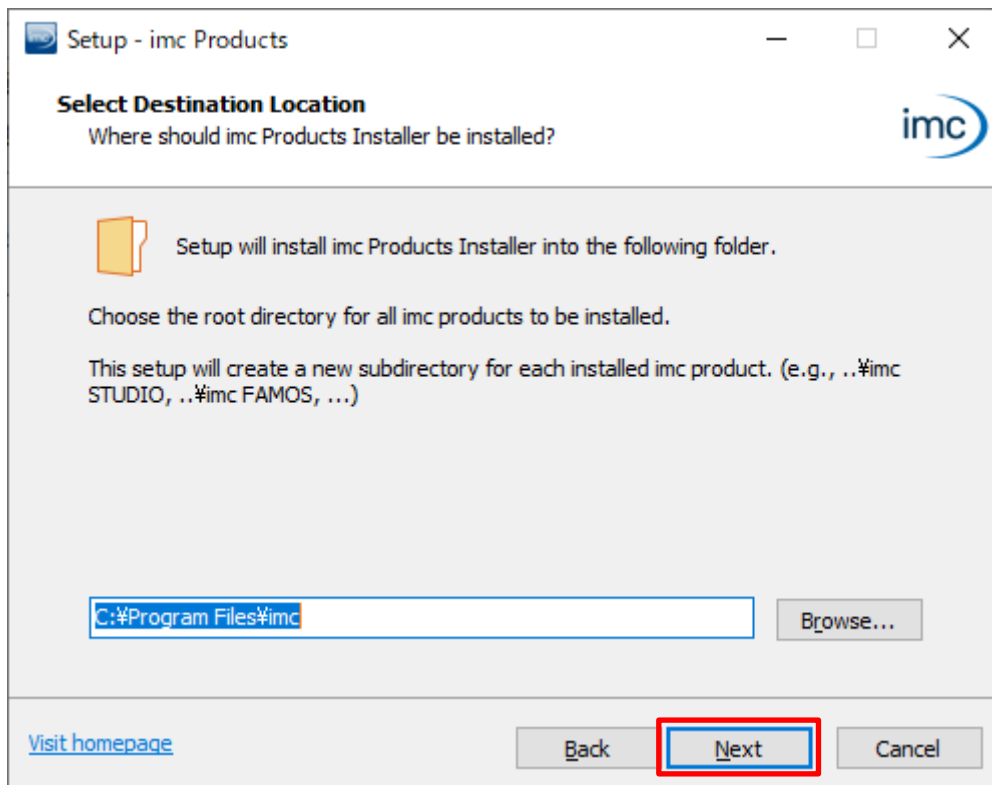 Setup - imc Products
Select Destination Location
Where should imc Products Installer be installed?
imc
Setup will install imc Products Installer into the following folder.
Choose the root directory for all imc products to be installed.
This setup will create a new subdirectory for each installed imc product. (e.g., ..¥imc
STUDIO, ..¥imc FAMOS, ...)
C:¥Program Files¥imc
Browse...
Visit homepage
Back
Next
Cancel